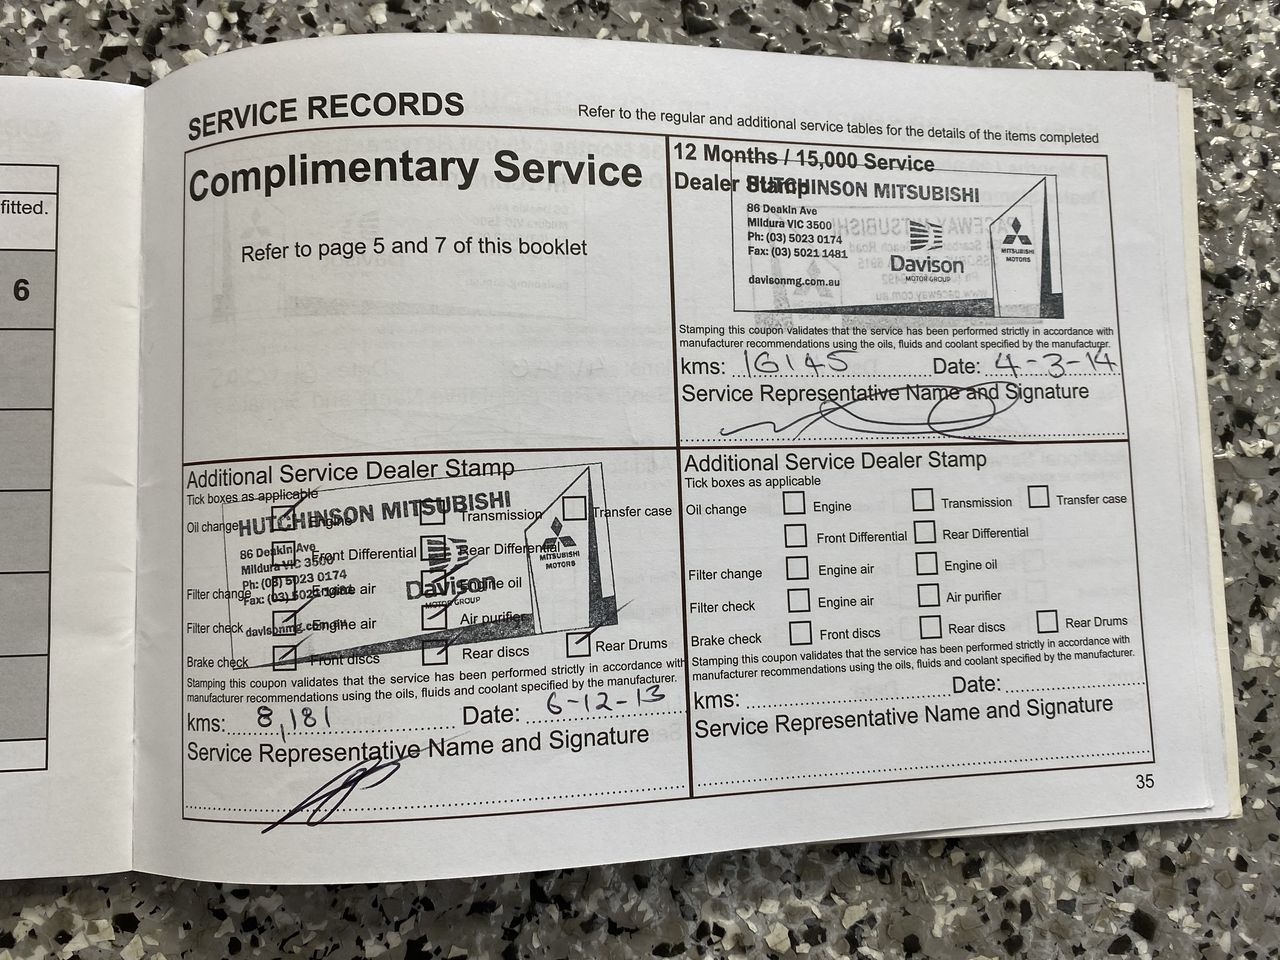 fitted.
6
SERVICE RECORDS
Refer to the regular and additional service tables for the details of the items completed
Complimentary Service
Refer to page 5 and 7 of this booklet
12 Months / 15,000 Service
Dealer Stamp
HUTCHINSON MITSUBISHI
86 Deakin Ave
Mildura VIC 3500
Ph: (03) 5023 0174
Fax: (03) 5021 1481
davisonmg.com.au
Davison
MOTOR GROUP
MITSUBISHI
MOTORS
Stamping this coupon validates that the service has been performed strictly in accordance with
manufacturer recommendations using the oils, fluids and coolant specified by the manufacturer.
kms: 16145 Date: 4-3-14
Service Representative Name and Signature
Additional Service Dealer Stamp
Tick boxes as applicable
Oil change Engine Transmission Transfer case
Front Differential Rear Differential
Filter change Engine air Engine oil
Filter check Engine air Air purifier
Brake check Front discs Rear discs Rear Drums
HUTCHINSON MITSUBISHI
86 Deakin Ave
Mildura VIC 3500
Ph: (03) 5023 0174
Fax: (03) 5021 1481
davisonmg.com.au
Davison
MOTOR GROUP
MITSUBISHI
MOTORS
Stamping this coupon validates that the service has been performed strictly in accordance with
manufacturer recommendations using the oils, fluids and coolant specified by the manufacturer.
kms: 8,181 Date: 6-12-13
Service Representative Name and Signature
Additional Service Dealer Stamp
Tick boxes as applicable
Oil change Engine Transmission Transfer case
Front Differential Rear Differential
Filter change Engine air Engine oil
Filter check Engine air Air purifier
Brake check Front discs Rear discs Rear Drums
Stamping this coupon validates that the service has been performed strictly in accordance with
manufacturer recommendations using the oils, fluids and coolant specified by the manufacturer.
kms: Date:
Service Representative Name and Signature
35